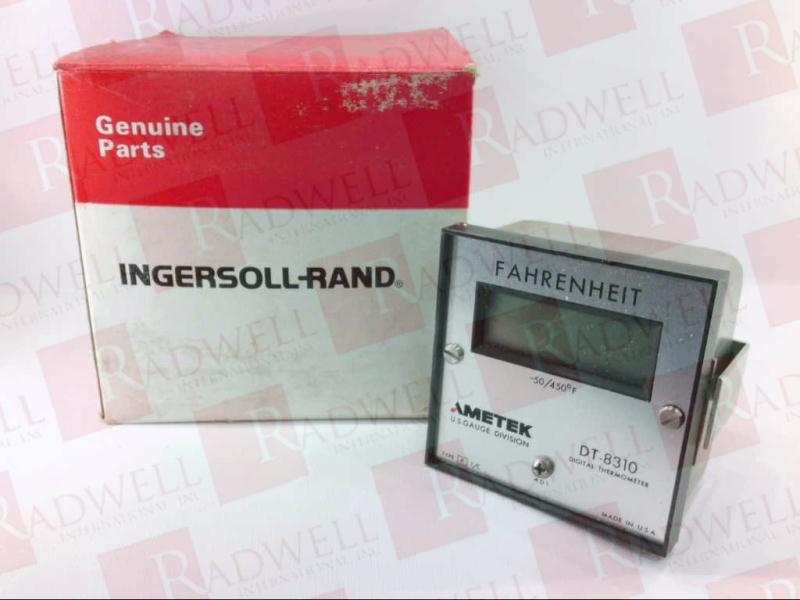 Genuine
Parts
INGERSOLL-RAND®
FAHRENHEIT
-50/450°F
AMETEK
U.S. GAUGE DIVISION
DT-8310
DIGITAL THERMOMETER
TYPE K T/C
ADJ
MADE IN U.S.A.
RADWELL
INTERNATIONAL, INC